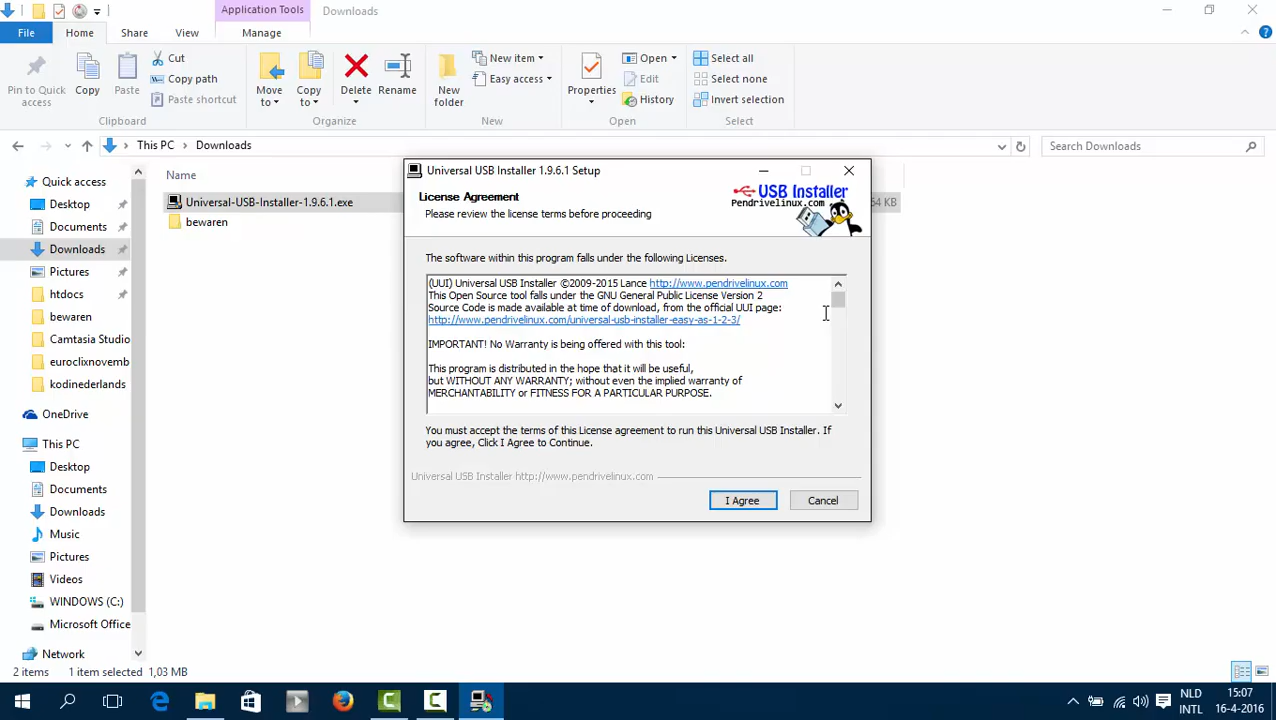 Application Tools
Downloads
File
Home
Share
View
Manage
Pin to Quick
access
Copy
Paste
Cut
Copy path
Paste shortcut
Clipboard
Move
to
Copy
to
Delete
Rename
Organize
New
folder
New item
Easy access
New
Properties
Open
Edit
History
Open
Select all
Select none
Invert selection
Select
This PC
Downloads
Search Downloads
Quick access
Desktop
Documents
Downloads
Pictures
htdocs
bewaren
Camtasia Studio
euroclixnovemb
kodinederlands
OneDrive
This PC
Desktop
Documents
Downloads
Music
Pictures
Videos
WINDOWS (C:)
Microsoft Office
Network
Name
Universal-USB-Installer-1.9.6.1.exe
64 KB
bewaren
Universal USB Installer 1.9.6.1 Setup
License Agreement
Please review the license terms before proceeding
USB Installer
Pendrivelinux.com
The software within this program falls under the following Licenses.
(UUI) Universal USB Installer ©2009-2015 Lance http://www.pendrivelinux.com
This Open Source tool falls under the GNU General Public License Version 2
Source Code is made available at time of download, from the official UUI page:
http://www.pendrivelinux.com/universal-usb-installer-easy-as-1-2-3/
IMPORTANT! No Warranty is being offered with this tool:
This program is distributed in the hope that it will be useful,
but WITHOUT ANY WARRANTY; without even the implied warranty of
MERCHANTABILITY or FITNESS FOR A PARTICULAR PURPOSE.
You must accept the terms of this License agreement to run this Universal USB Installer. If
you agree, Click I Agree to Continue.
Universal USB Installer http://www.pendrivelinux.com
I Agree
Cancel
2 items
1 item selected 1,03 MB
NLD
INTL
15:07
16-4-2016